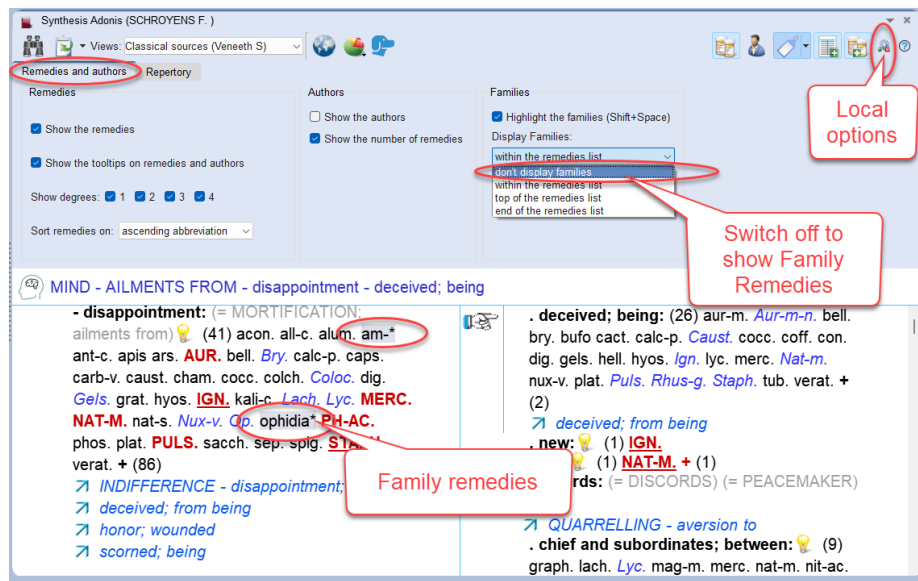 Synthesis Adonis (SCHROYENS F. )
Views: Classical sources (Veneeth S)
Remedies and authors Repertory
Remedies
Show the remedies
Show the tooltips on remedies and authors
Show degrees: 1 2 3 4
Sort remedies on: ascending abbreviation
Authors
Show the authors
Show the number of remedies
Families
Highlight the families (Shift+Space)
Display Families:
within the remedies list
don't display families
within the remedies list
top of the remedies list
end of the remedies list
Local
options
Switch off to
show Family
Remedies
MIND - AILMENTS FROM - disappointment - deceived; being
- disappointment: (= MORTIFICATION;
ailments from) (41) acon. all-c. alum. am-*
ant-c. apis ars. AUR. bell. Bry. calc-p. caps.
carb-v. caust. cham. cocc. colch. Coloc. dig.
Gels. grat. hyos. IGN. kali-c. Lach. Lyc. MERC.
NAT-M. nat-s. Nux-v. Op. ophidia* PH-AC.
phos. plat. PULS. sacch. sep. spig.
verat. + (86)
INDIFFERENCE - disappointment;
deceived; from being
honor; wounded
scorned; being
Family remedies
. deceived; being: (26) aur-m. Aur-m-n. bell.
bry. bufo cact. calc-p. Caust. cocc. coff. con.
dig. gels. hell. hyos. Ign. lyc. merc. Nat-m.
nux-v. plat. Puls. Rhus-g. Staph. tub. verat. +
(2)
deceived; from being
. new: (1) IGN.
(1) NAT-M. + (1)
(= DISCORDS) (= PEACEMAKER)
QUARRELLING - aversion to
. chief and subordinates; between: (9)
graph. lach. Lyc. mag-m. merc. nat-m. nit-ac.